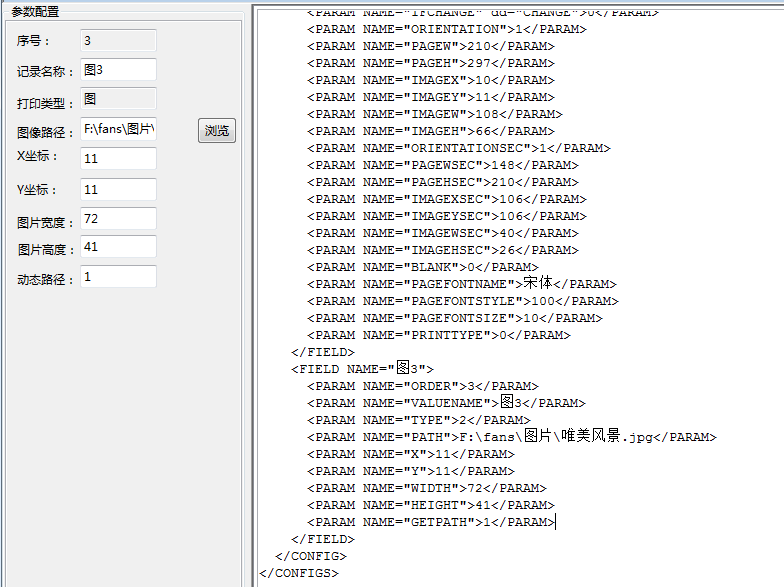 参数配置
序号： 3
记录名称： 图3
打印类型： 图
图像路径： F:\fans\图片\ 浏览
X坐标： 11
Y坐标： 11
图片宽度： 72
图片高度： 41
动态路径： 1
<PARAM NAME="IFCHANGE" dd="CHANGE">0</PARAM>
<PARAM NAME="ORIENTATION">1</PARAM>
<PARAM NAME="PAGEW">210</PARAM>
<PARAM NAME="PAGEH">297</PARAM>
<PARAM NAME="IMAGEX">10</PARAM>
<PARAM NAME="IMAGEY">11</PARAM>
<PARAM NAME="IMAGEW">108</PARAM>
<PARAM NAME="IMAGEH">66</PARAM>
<PARAM NAME="ORIENTATIONSEC">1</PARAM>
<PARAM NAME="PAGEWSEC">148</PARAM>
<PARAM NAME="PAGEHSEC">210</PARAM>
<PARAM NAME="IMAGEXSEC">106</PARAM>
<PARAM NAME="IMAGEYSEC">106</PARAM>
<PARAM NAME="IMAGEWSEC">40</PARAM>
<PARAM NAME="IMAGEHSEC">26</PARAM>
<PARAM NAME="BLANK">0</PARAM>
<PARAM NAME="PAGEFONTNAME">宋体</PARAM>
<PARAM NAME="PAGEFONTSTYLE">100</PARAM>
<PARAM NAME="PAGEFONTSIZE">10</PARAM>
<PARAM NAME="PRINTTYPE">0</PARAM>
</FIELD>
<FIELD NAME="图3">
<PARAM NAME="ORDER">3</PARAM>
<PARAM NAME="VALUENAME">图3</PARAM>
<PARAM NAME="TYPE">2</PARAM>
<PARAM NAME="PATH">F:\fans\图片\唯美风景.jpg</PARAM>
<PARAM NAME="X">11</PARAM>
<PARAM NAME="Y">11</PARAM>
<PARAM NAME="WIDTH">72</PARAM>
<PARAM NAME="HEIGHT">41</PARAM>
<PARAM NAME="GETPATH">1</PARAM>
</FIELD>
</CONFIG>
</CONFIGS>